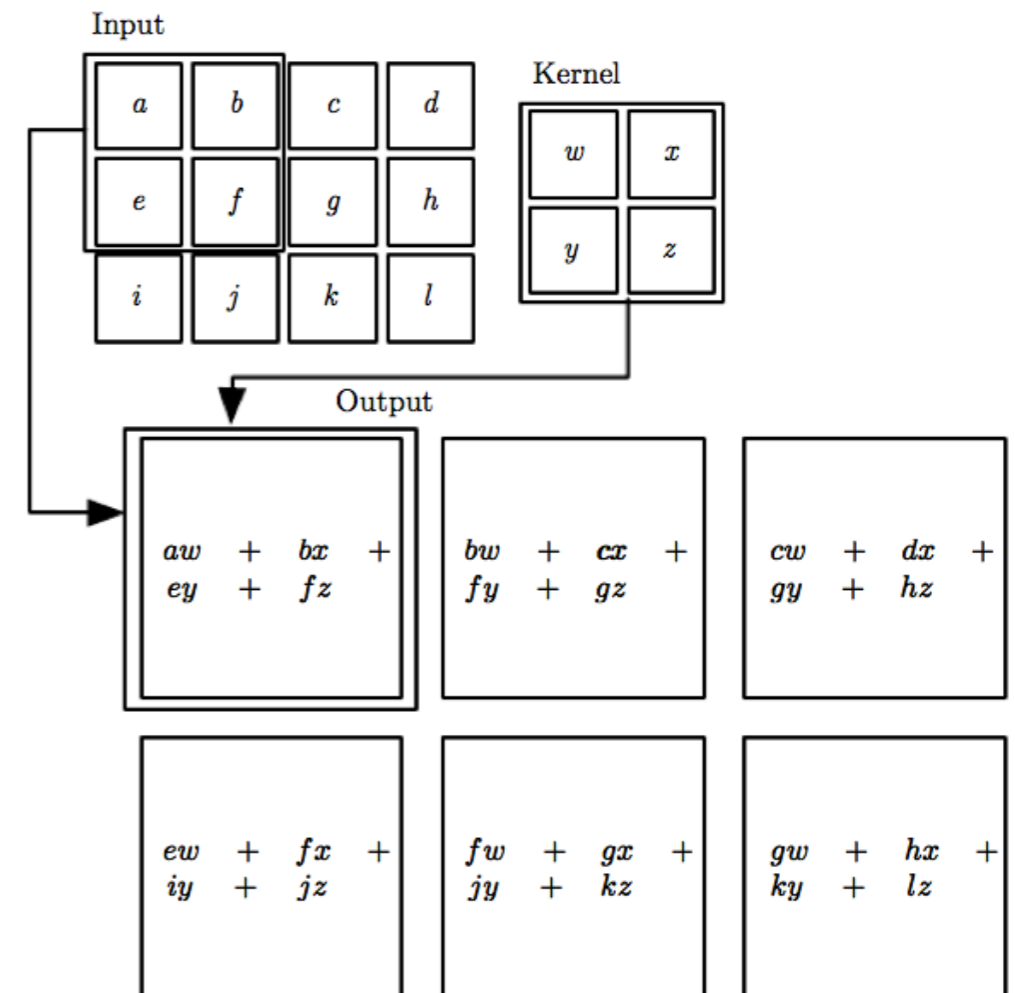 Input
a b c d
e f g h
i j k l
Kernel
w x
y z
Output
aw + bx +
ey + fz
bw + cx +
fy + gz
cw + dx +
gy + hz
ew + fx +
iy + jz
fw + gx +
jy + kz
gw + hx +
ky + lz